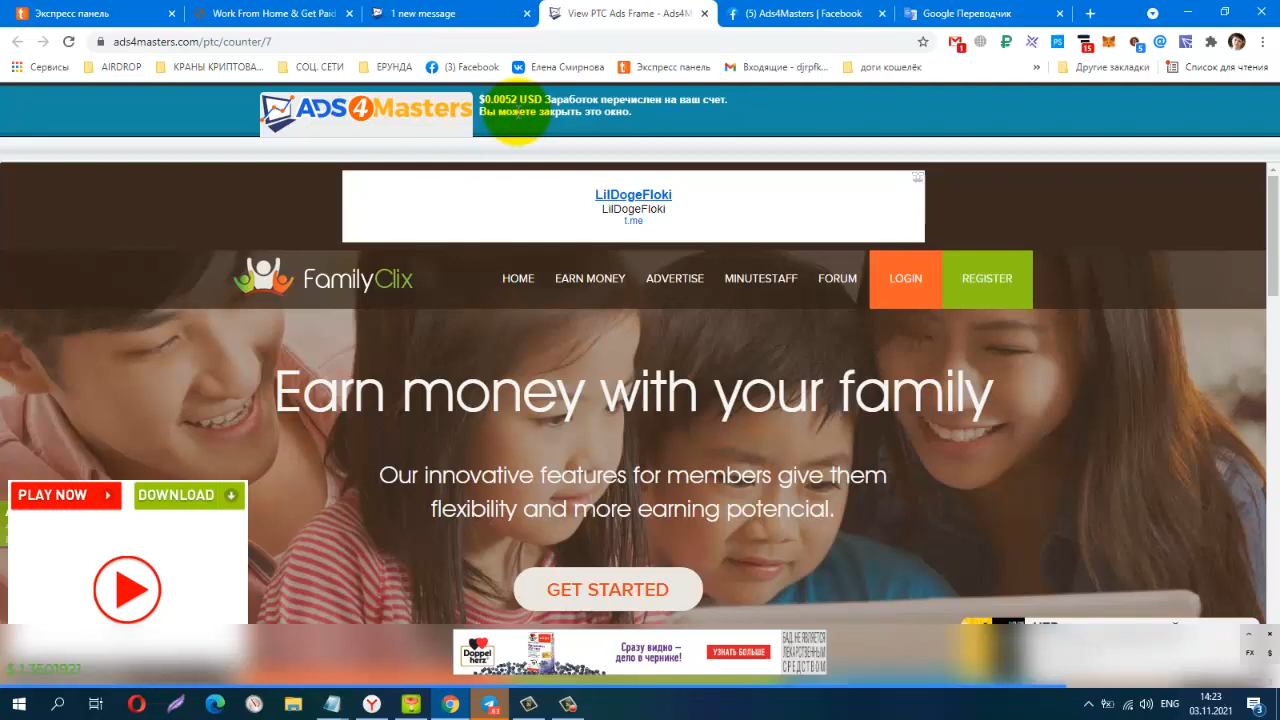 Экспресс панель
Work From Home & Get Paid
1 new message
View PTC Ads Frame - Ads4M
(3) Ads4Masters | Facebook
Google Переводчик
ads4masters.com/ptc/counter/7
Сервисы
AIRDROP
КРАНЫ КРИПТОВА...
СОЦ. СЕТИ
ЕРУНДА
(3) Facebook
Елена Смирнова
Экспресс панель
Входящие - djrpfk...
доги кошелёк
»
Другие закладки
Список для чтения
ADS4Masters
$0.0052 USD Заработок перечислен на ваш счет.
Вы можете закрыть это окно.
LilDogeFloki
LilDogeFloki
t.me
FamilyClix
HOME
EARN MONEY
ADVERTISE
MINUTESTAFF
FORUM
LOGIN
REGISTER
Earn money with your family
Our innovative features for members give them
flexibility and more earning potencial.
PLAY NOW
DOWNLOAD
GET STARTED
Doppel
herz
Сразу видно –
дело в чернике!
УЗНАТЬ БОЛЬШЕ
БАД. НЕ ЯВЛЯЕТСЯ
ЛЕКАРСТВЕННЫМ
СРЕДСТВОМ
FX
$
ENG
14:23
03.11.2021